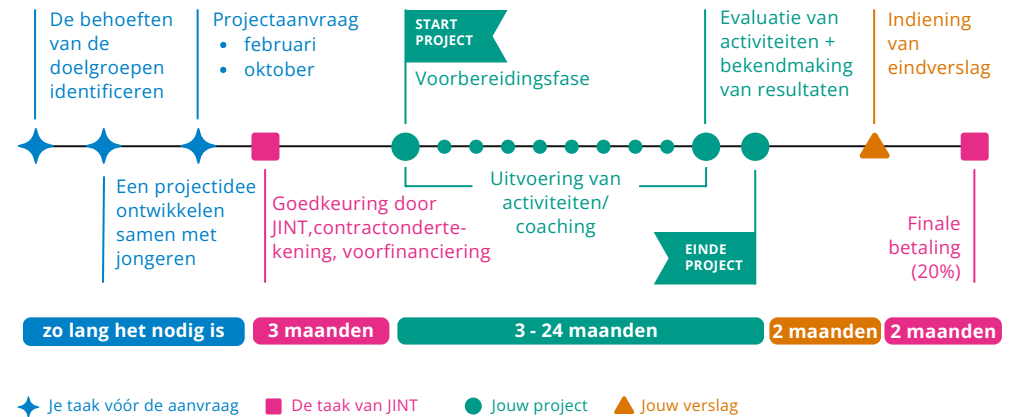 De behoeften
van de
doelgroepen
identificeren
Projectaanvraag
• februari
• oktober
START
PROJECT
Voorbereidingsfase
Evaluatie van
activiteiten +
bekendmaking
van resultaten
Indiening
van
eindverslag
Een projectidee
ontwikkelen
samen met
jongeren
Goedkeuring door
JINT,contractonderte-
kening, voorfinanciering
Uitvoering van
activiteiten/
coaching
EINDE
PROJECT
Finale
betaling
(20%)
zo lang het nodig is
3 maanden
3 - 24 maanden
2 maanden
2 maanden
Je taak vóór de aanvraag
De taak van JINT
Jouw project
Jouw verslag